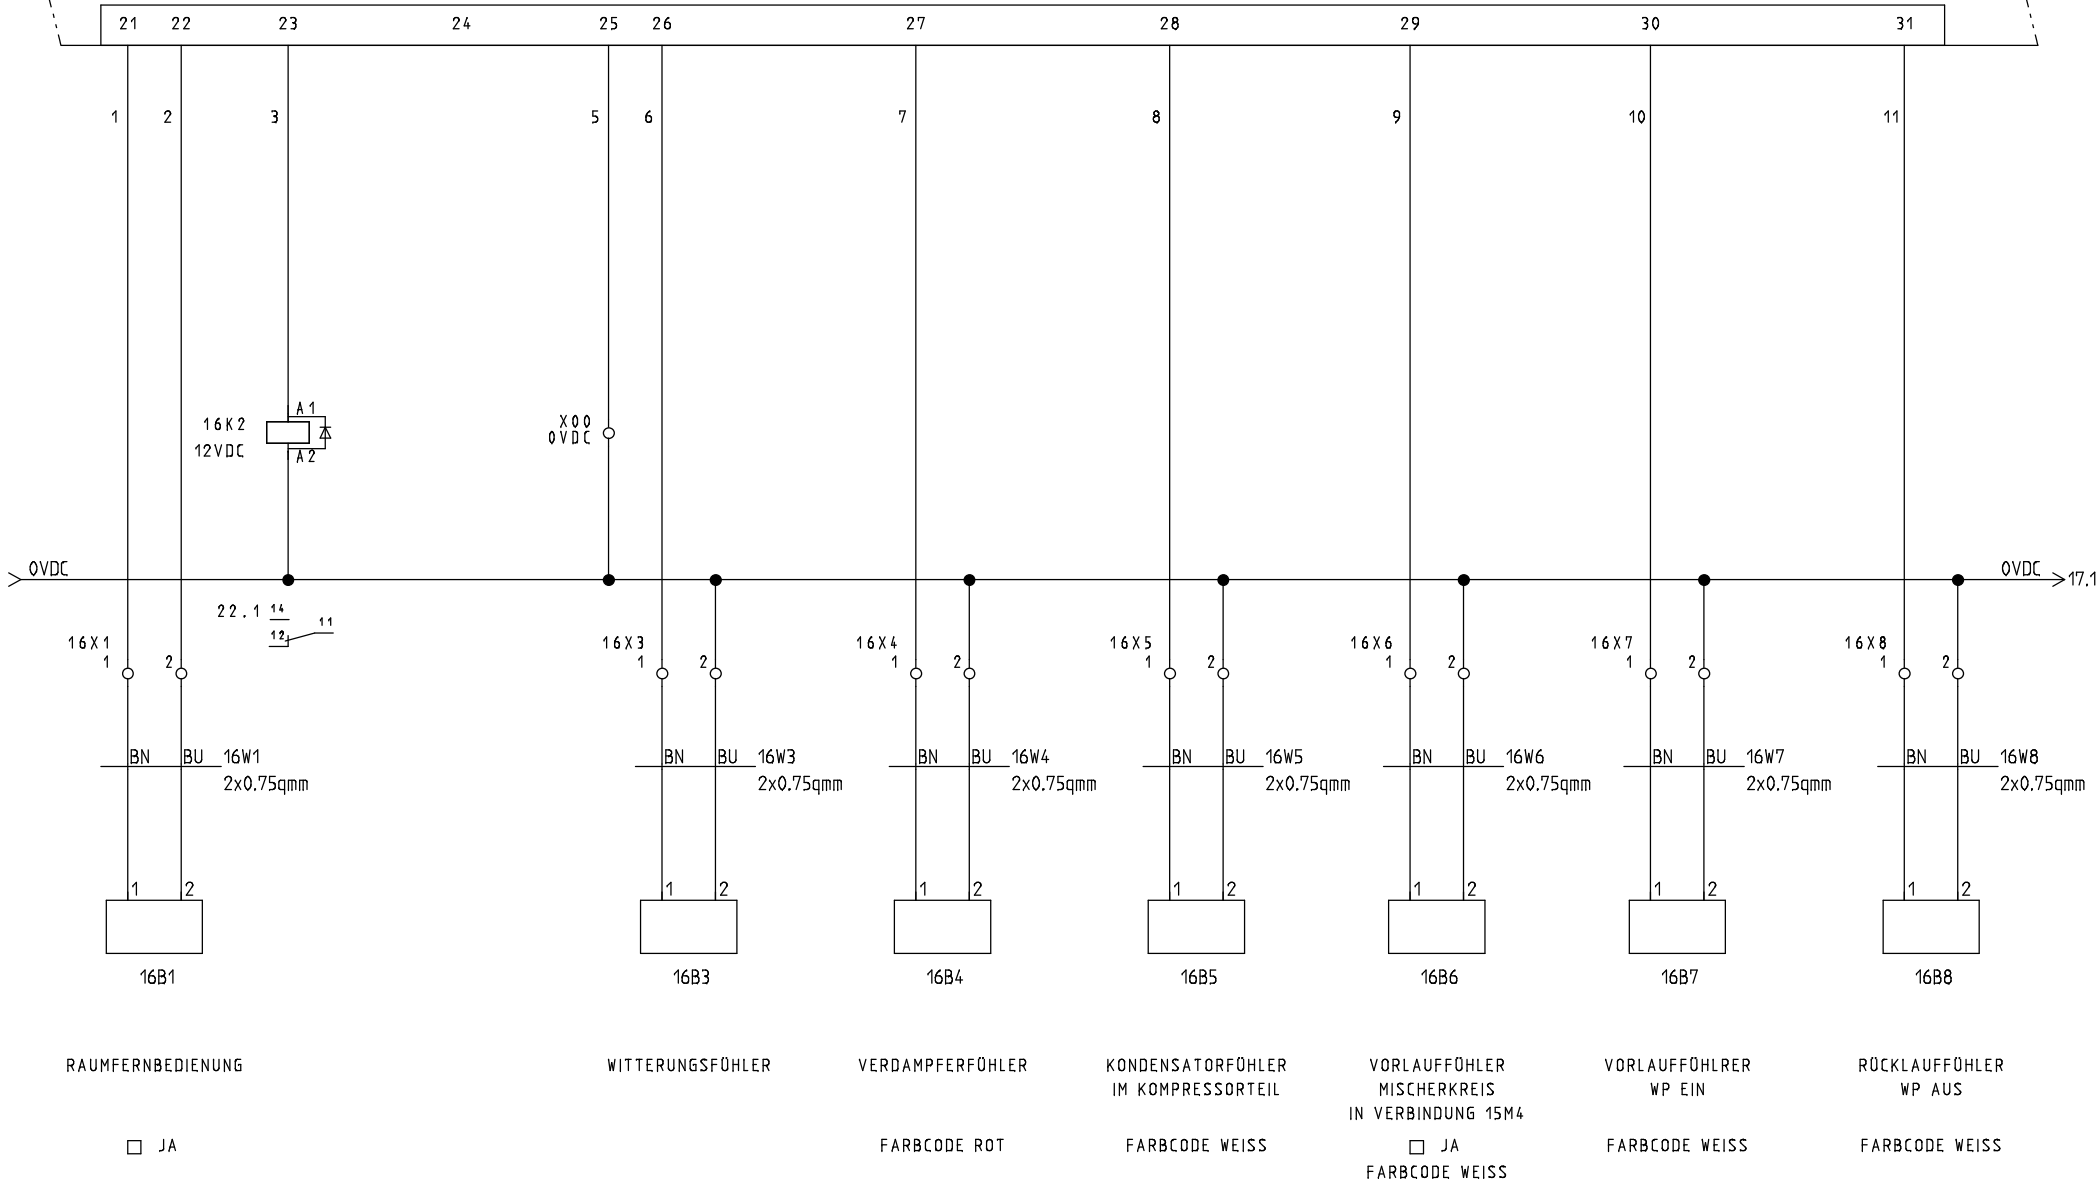 21 22 23 24 25 26 27 28 29 30 31
1 2 3 5 6 7 8 9 10 11
A1
16K2
12VDC
A2
X00
0VDC
0VDC
0VDC
17.1
22.1 14
12 11
16X1 16X3 16X4 16X5 16X6 16X7 16X8
1 2 1 2 1 2 1 2 1 2 1 2 1 2
BN BU 16W1 BN BU 16W3 BN BU 16W4 BN BU 16W5 BN BU 16W6 BN BU 16W7 BN BU 16W8
2x0.75qmm 2x0.75qmm 2x0.75qmm 2x0.75qmm 2x0.75qmm 2x0.75qmm 2x0.75qmm
1 2 1 2 1 2 1 2 1 2 1 2 1 2
16B1 16B3 16B4 16B5 16B6 16B7 16B8
RAUMFERNBEDIENUNG
JA
WITTERUNGSFÜHLER
VERDAMPFERFÜHLER
FARBCODE ROT
KONDENSATORFÜHLER
IM KOMPRESSORTEIL
FARBCODE WEISS
VORLAUFFÜHLER
MISCHERKREIS
IN VERBINDUNG 15M4
JA
FARBCODE WEISS
VORLAUFFÜHLRER
WP EIN
FARBCODE WEISS
RÜCKLAUFFÜHLER
WP AUS
FARBCODE WEISS